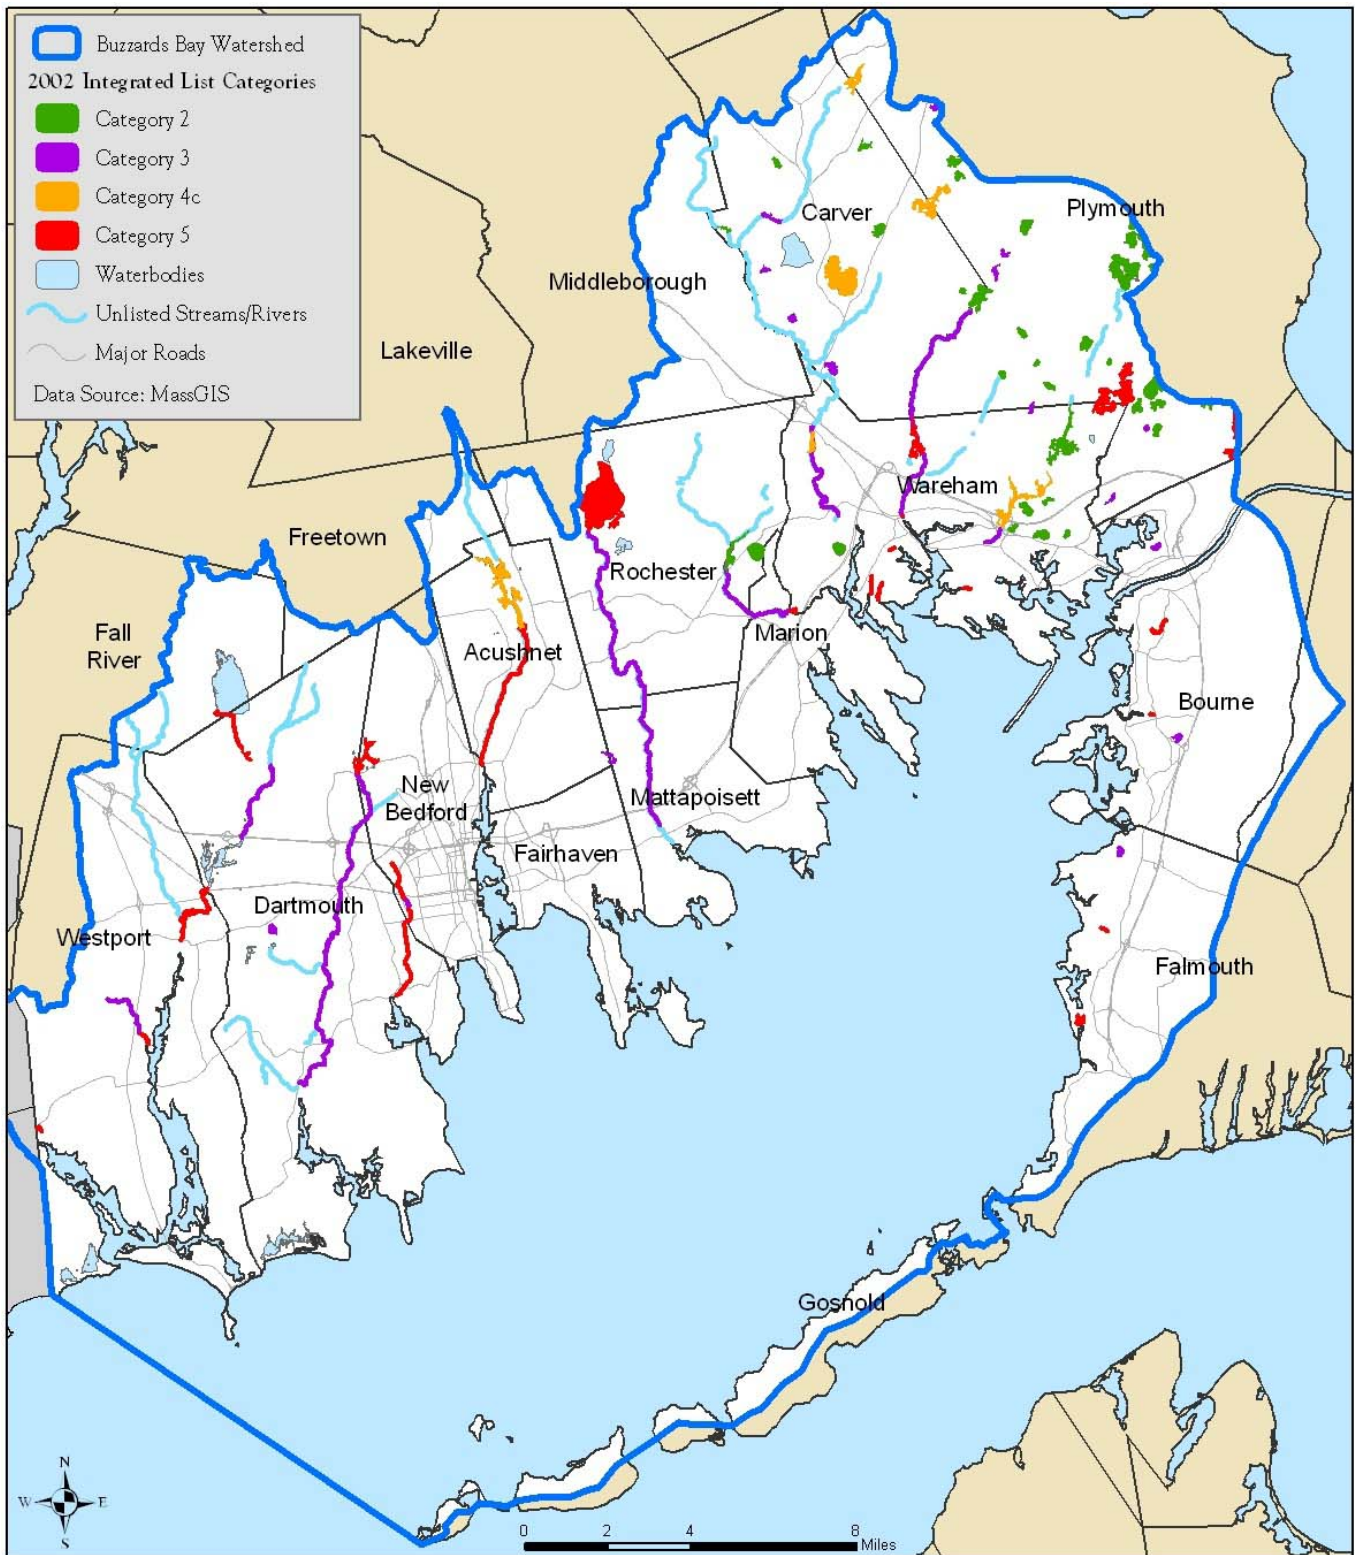 Buzzards Bay Watershed
2002 Integrated List Categories
Category 2
Category 3
Category 4c
Category 5
Waterbodies
Unlisted Streams/Rivers
Major Roads
Data Source: MassGIS
Carver
Plymouth
Middleborough
Lakeville
Wareham
Freetown
Rochester
Fall
River
Acushnet
Marion
Bourne
New
Bedford
Mattapoisett
Fairhaven
Dartmouth
Westport
Falmouth
Gosnold
N
W
E
S
0
2
4
8
Miles